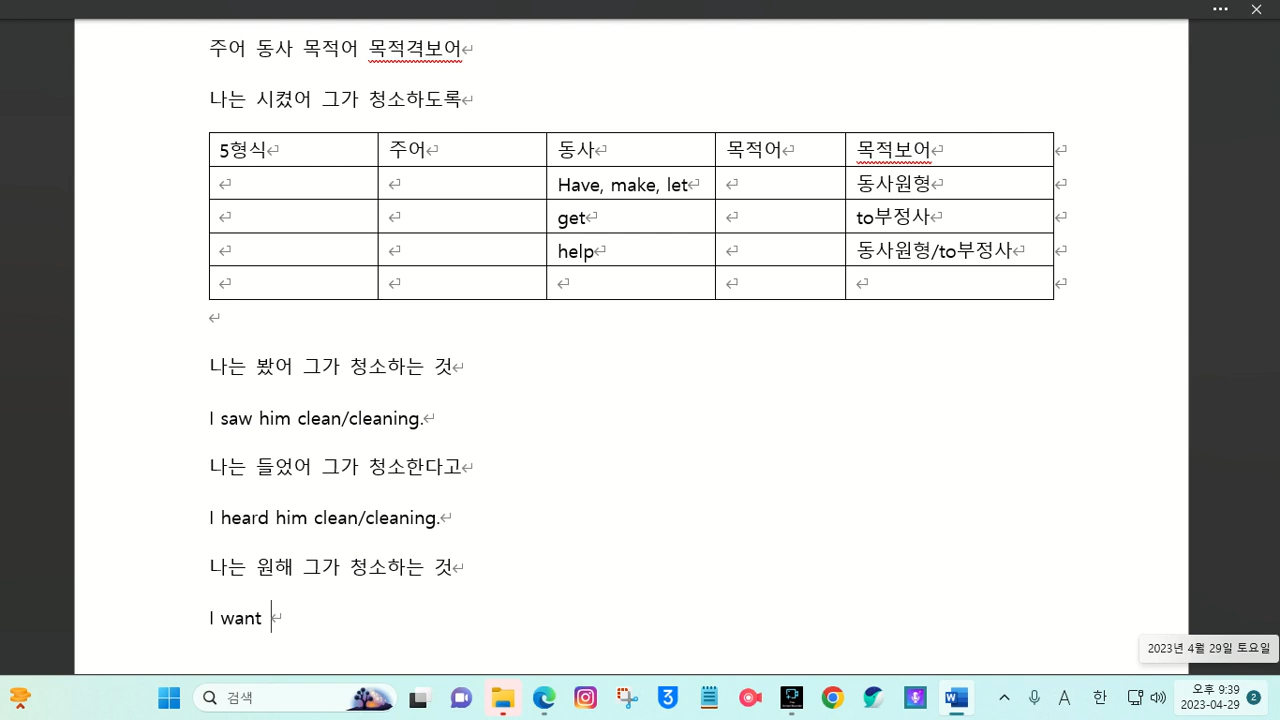 주어 동사 목적어 목적격보어
나는 시켰어 그가 청소하도록
5형식 주어 동사 목적어 목적보어
Have, make, let 동사원형
get to부정사
help 동사원형/to부정사
나는 봤어 그가 청소하는 것
I saw him clean/cleaning.
나는 들었어 그가 청소한다고
I heard him clean/cleaning.
나는 원해 그가 청소하는 것
I want
2023년 4월 29일 토요일
검색
3
A 한
오후 9:39
2023-04-29
2